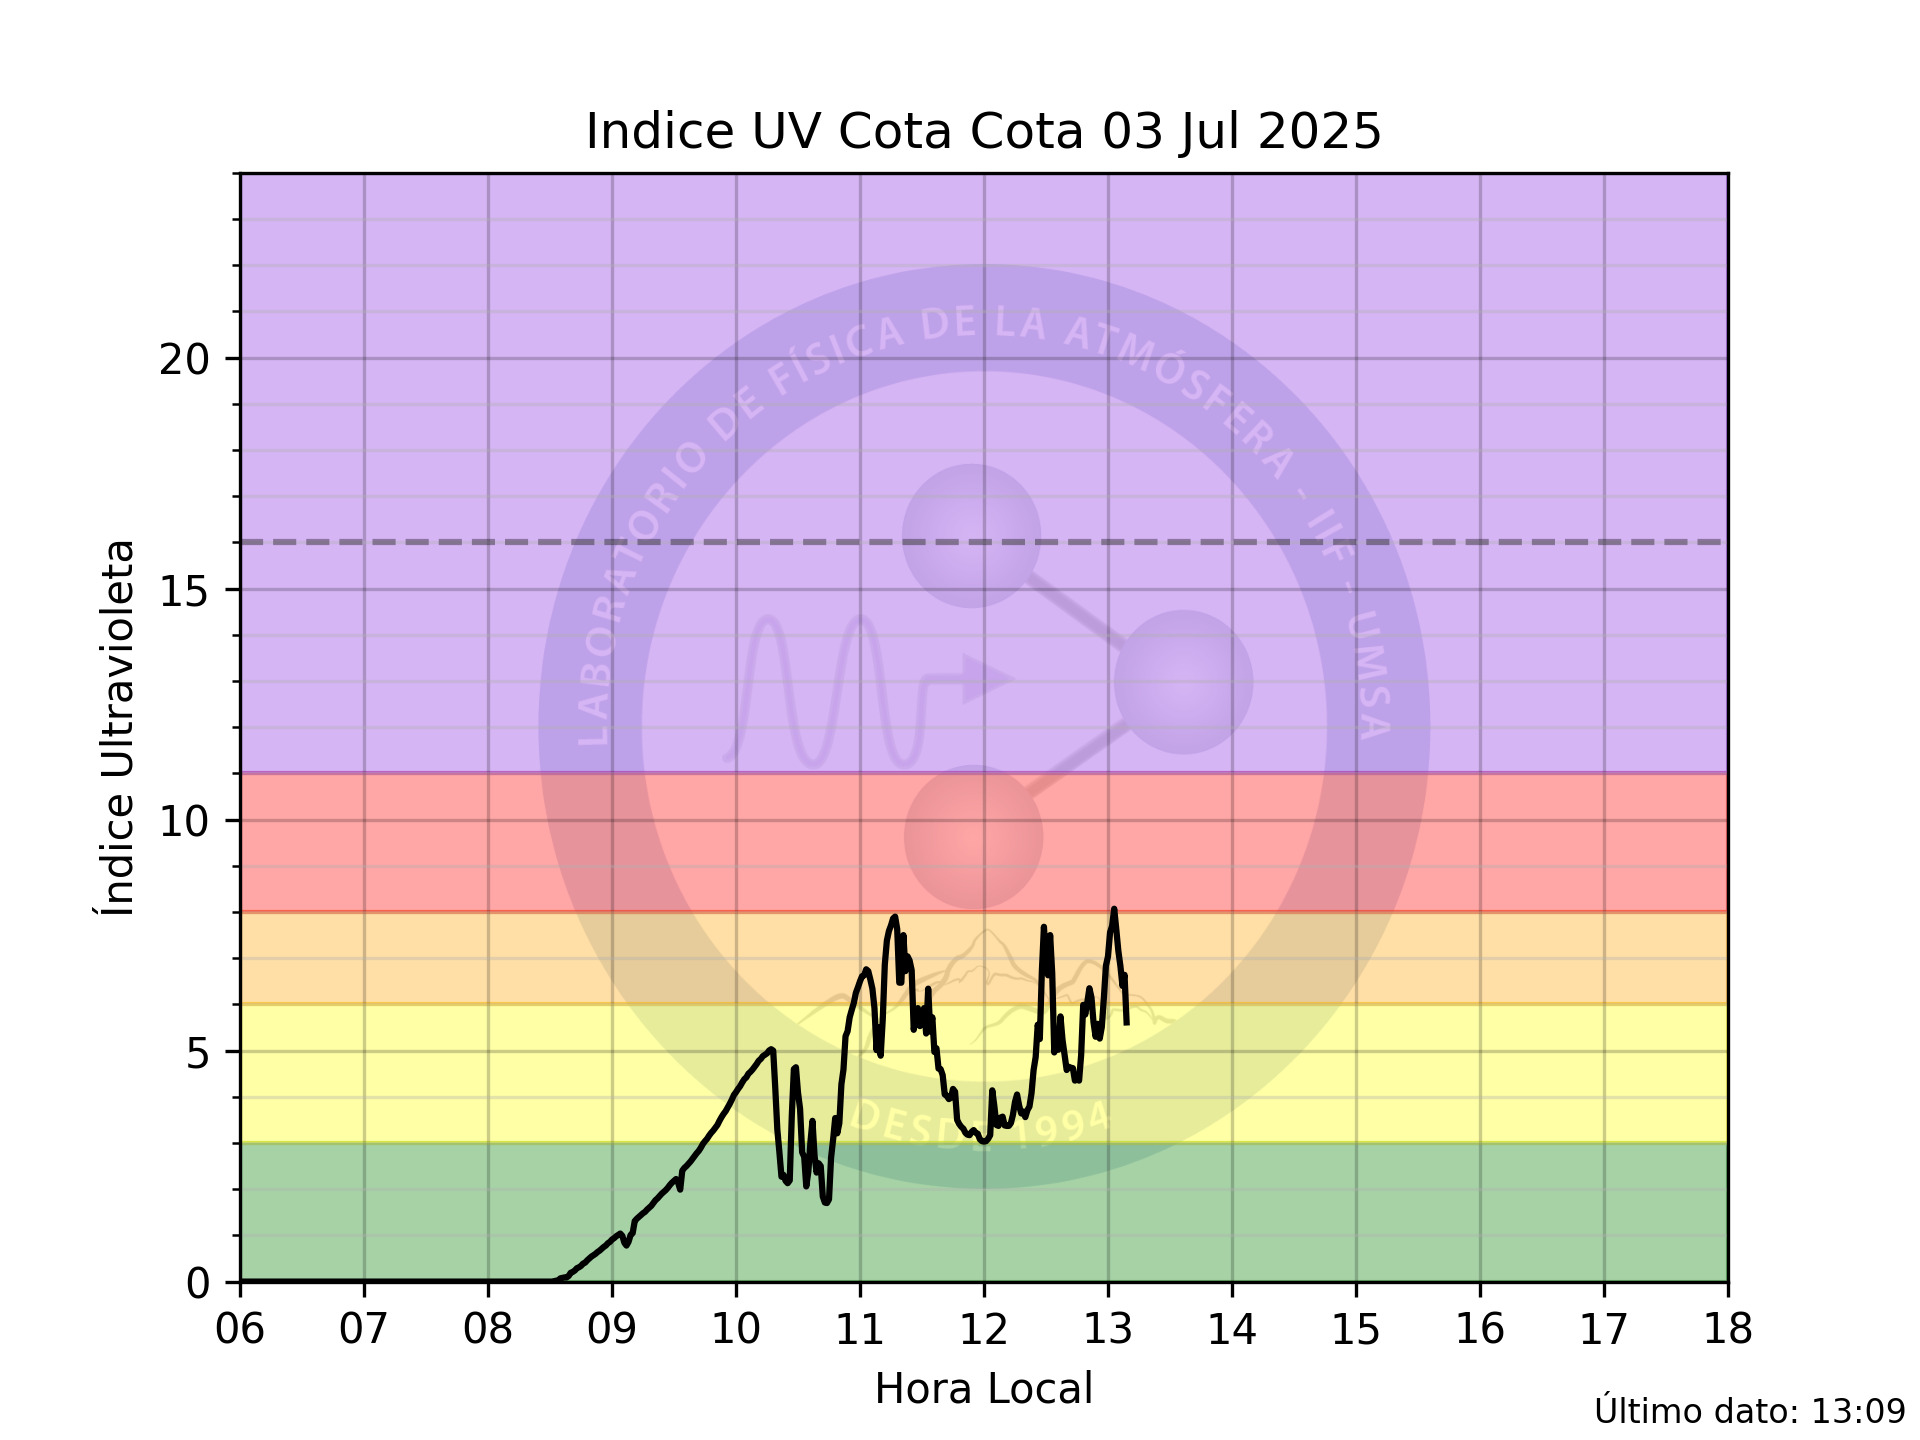 Indice UV Cota Cota 03 Jul 2025
Índice Ultravioleta
20
15
10
5
0
LABORATORIO DE FÍSICA DE LA ATMÓSFERA - IIF - UMSA
DESDE 1994
06 07 08 09 10 11 12 13 14 15 16 17 18
Hora Local
Último dato: 13:09